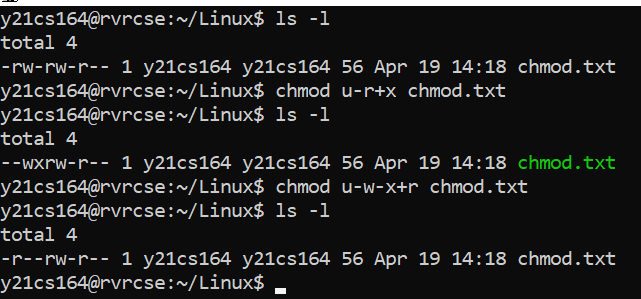 y21cs164@rvrcse:~/Linux$ ls -l
total 4
-rw-rw-r-- 1 y21cs164 y21cs164 56 Apr 19 14:18 chmod.txt
y21cs164@rvrcse:~/Linux$ chmod u-r+x chmod.txt
y21cs164@rvrcse:~/Linux$ ls -l
total 4
--wxrw-r-- 1 y21cs164 y21cs164 56 Apr 19 14:18 chmod.txt
y21cs164@rvrcse:~/Linux$ chmod u-w-x+r chmod.txt
y21cs164@rvrcse:~/Linux$ ls -l
total 4
-r--rw-r-- 1 y21cs164 y21cs164 56 Apr 19 14:18 chmod.txt
y21cs164@rvrcse:~/Linux$